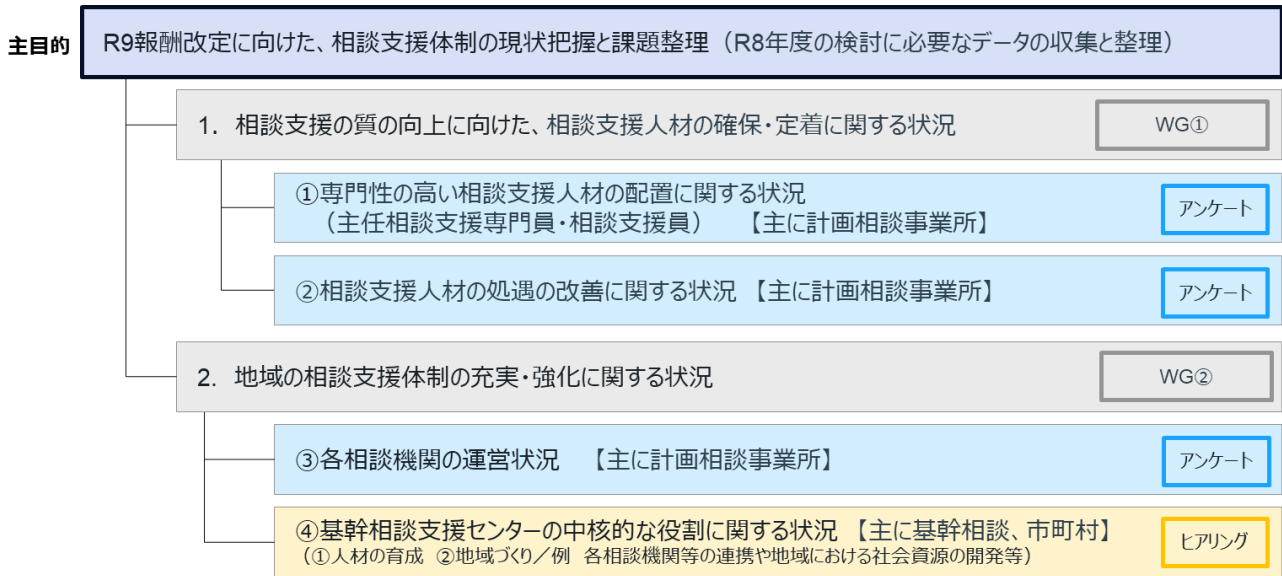 主目的
R9報酬改定に向けた、相談支援体制の現状把握と課題整理（R8年度の検討に必要なデータの収集と整理）
1. 相談支援の質の向上に向けた、相談支援人材の確保・定着に関する状況
WG①
①専門性の高い相談支援人材の配置に関する状況
（主任相談支援専門員・相談支援員） 【主に計画相談事業所】
アンケート
②相談支援人材の処遇の改善に関する状況 【主に計画相談事業所】
アンケート
2. 地域の相談支援体制の充実・強化に関する状況
WG②
③各相談機関の運営状況 【主に計画相談事業所】
アンケート
④基幹相談支援センターの中核的な役割に関する状況 【主に基幹相談、市町村】
（①人材の育成 ②地域づくり／例 各相談機関等の連携や地域における社会資源の開発等）
ヒアリング